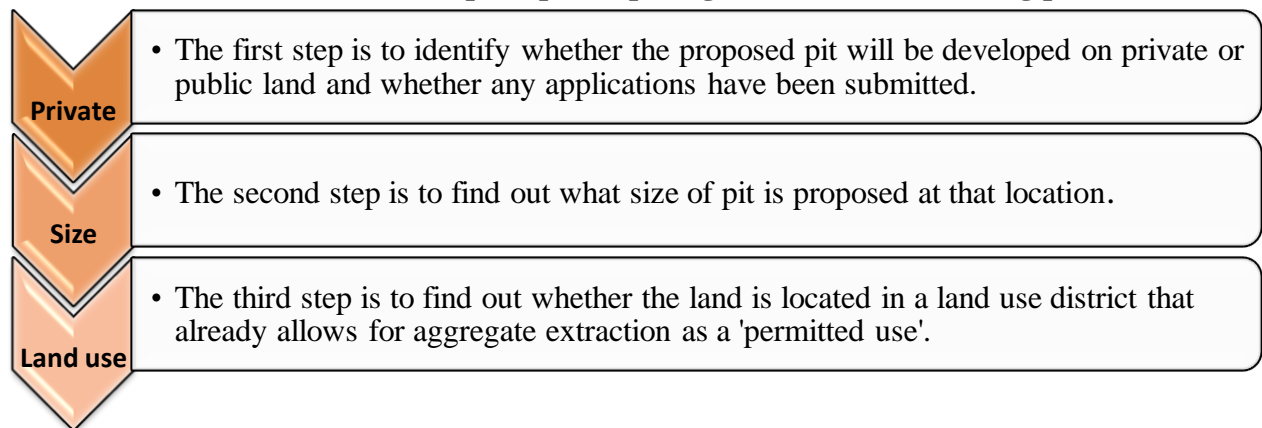 Private
• The first step is to identify whether the proposed pit will be developed on private or
public land and whether any applications have been submitted.
Size
• The second step is to find out what size of pit is proposed at that location.
Land use
• The third step is to find out whether the land is located in a land use district that
already allows for aggregate extraction as a 'permitted use'.